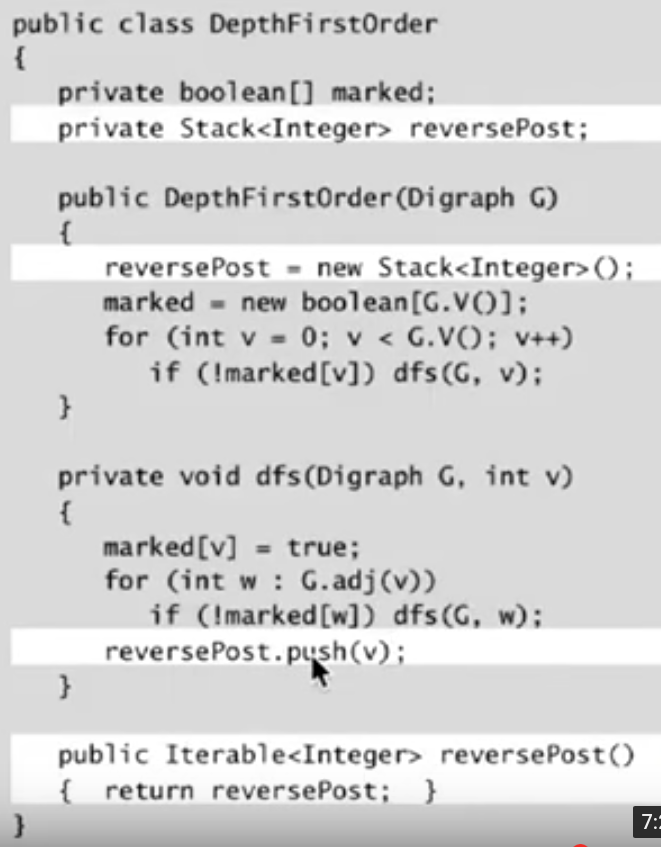 public class DepthFirstOrder
{
private boolean[] marked;
private Stack<Integer> reversePost;
public DepthFirstOrder(Digraph G)
{
reversePost = new Stack<Integer>();
marked = new boolean[G.V()];
for (int v = 0; v < G.V(); v++)
if (!marked[v]) dfs(G, v);
}
private void dfs(Digraph G, int v)
{
marked[v] = true;
for (int w : G.adj(v))
if (!marked[w]) dfs(G, w);
reversePost.push(v);
}
public Iterable<Integer> reversePost()
{ return reversePost; }
}